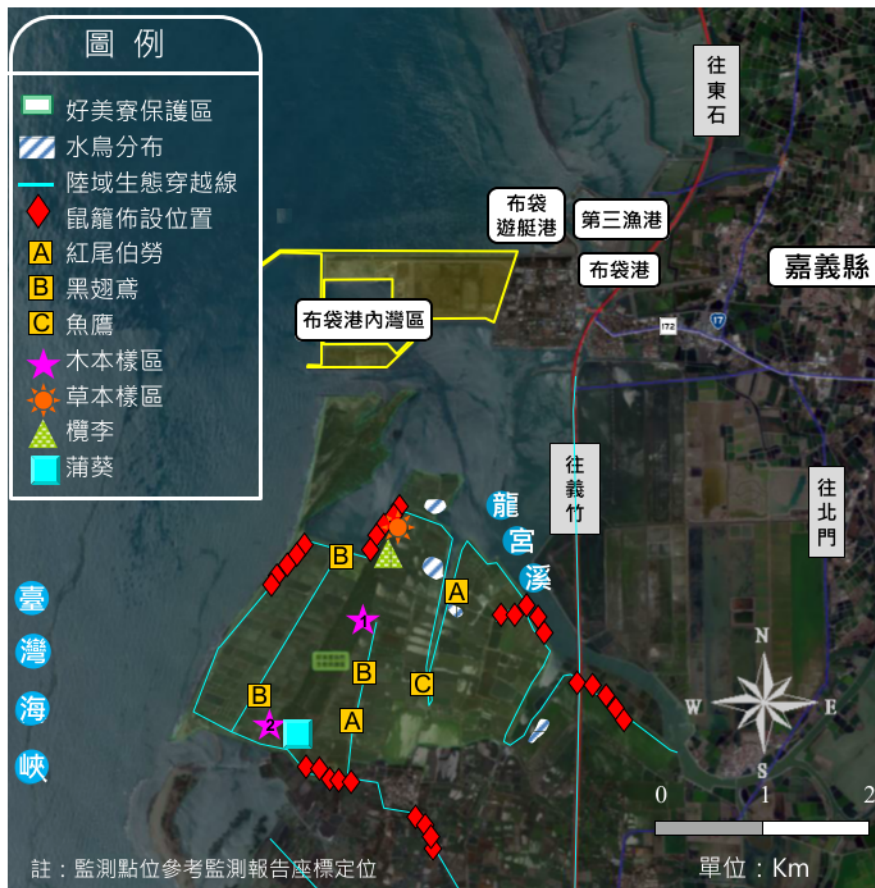 圖 例
好美寮保護區
水鳥分布
陸域生態穿越線
鼠籠佈設位置
A 紅尾伯勞
B 黑翅鳶
C 魚鷹
木本樣區
草本樣區
欖李
蒲葵
往東石
布袋
遊艇港
第三漁港
布袋港
嘉義縣
布袋港內灣區
17
172
往義竹
往北門
龍宮溪
臺灣海峽
B
A
1
B
C
B
2
A
N
W
E
S
0 1 2
註：監測點位參考監測報告座標定位
單位：Km